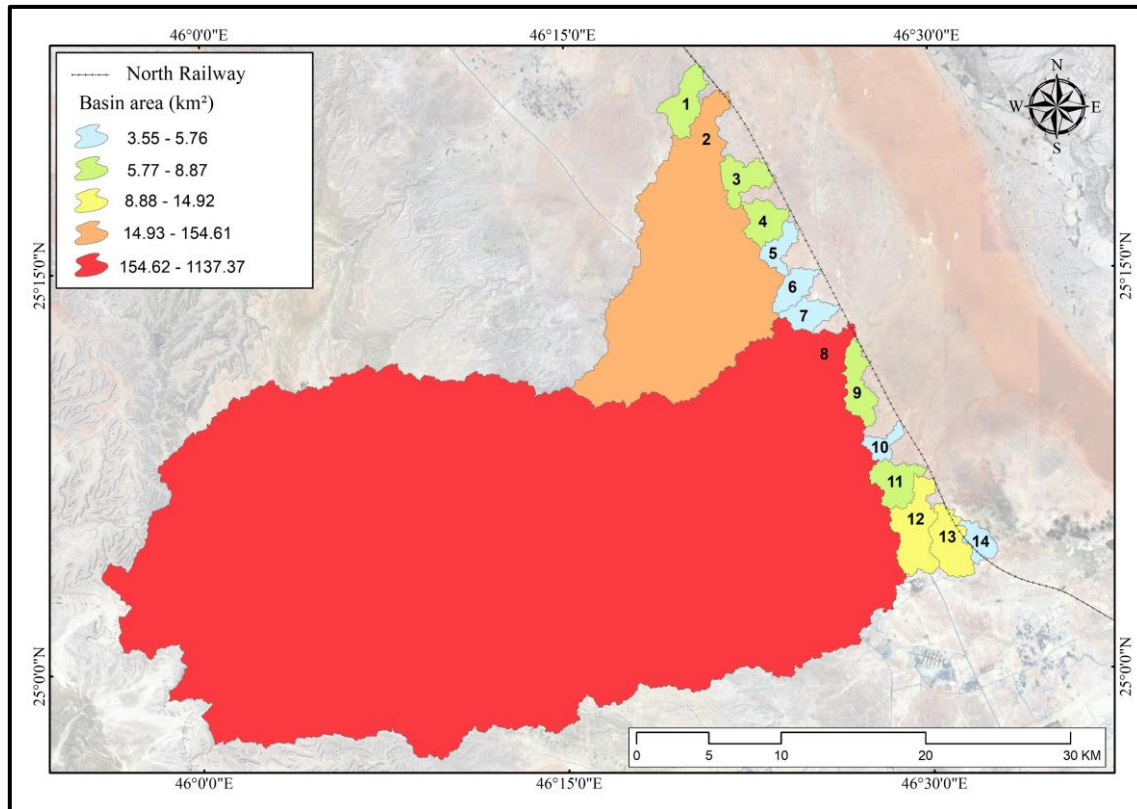 46°0'0"E
46°15'0"E
46°30'0"E
North Railway
Basin area (km²)
3.55 - 5.76
5.77 - 8.87
8.88 - 14.92
14.93 - 154.61
154.62 - 1137.37
N
W
E
S
1
2
3
4
5
6
7
8
9
10
11
12
13
14
25°15'0"N
25°15'0"N
25°0'0"N
25°0'0"N
0
5
10
20
30 KM
46°0'0"E
46°15'0"E
46°30'0"E